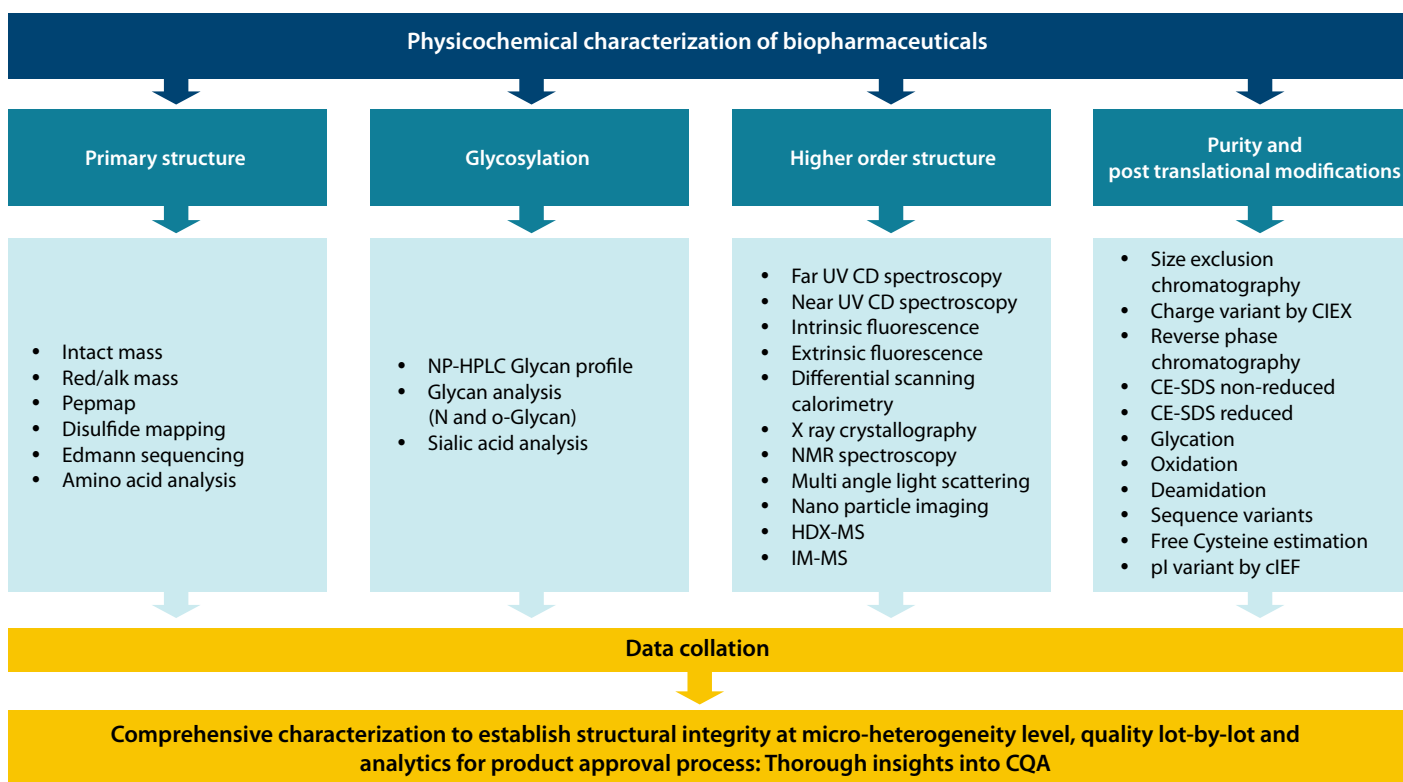 Physicochemical characterization of biopharmaceuticals
Primary structure
Glycosylation
Higher order structure
Purity and
post translational modifications
• Intact mass
• Red/alk mass
• Pepmap
• Disulfide mapping
• Edmann sequencing
• Amino acid analysis
• NP-HPLC Glycan profile
• Glycan analysis
(N and o-Glycan)
• Sialic acid analysis
• Far UV CD spectroscopy
• Near UV CD spectroscopy
• Intrinsic fluorescence
• Extrinsic fluorescence
• Differential scanning
calorimetry
• X ray crystallography
• NMR spectroscopy
• Multi angle light scattering
• Nano particle imaging
• HDX-MS
• IM-MS
• Size exclusion
chromatography
• Charge variant by CIEX
• Reverse phase
chromatography
• CE-SDS non-reduced
• CE-SDS reduced
• Glycation
• Oxidation
• Deamidation
• Sequence variants
• Free Cysteine estimation
• pI variant by cIEF
Data collation
Comprehensive characterization to establish structural integrity at micro-heterogeneity level, quality lot-by-lot and
analytics for product approval process: Thorough insights into CQA